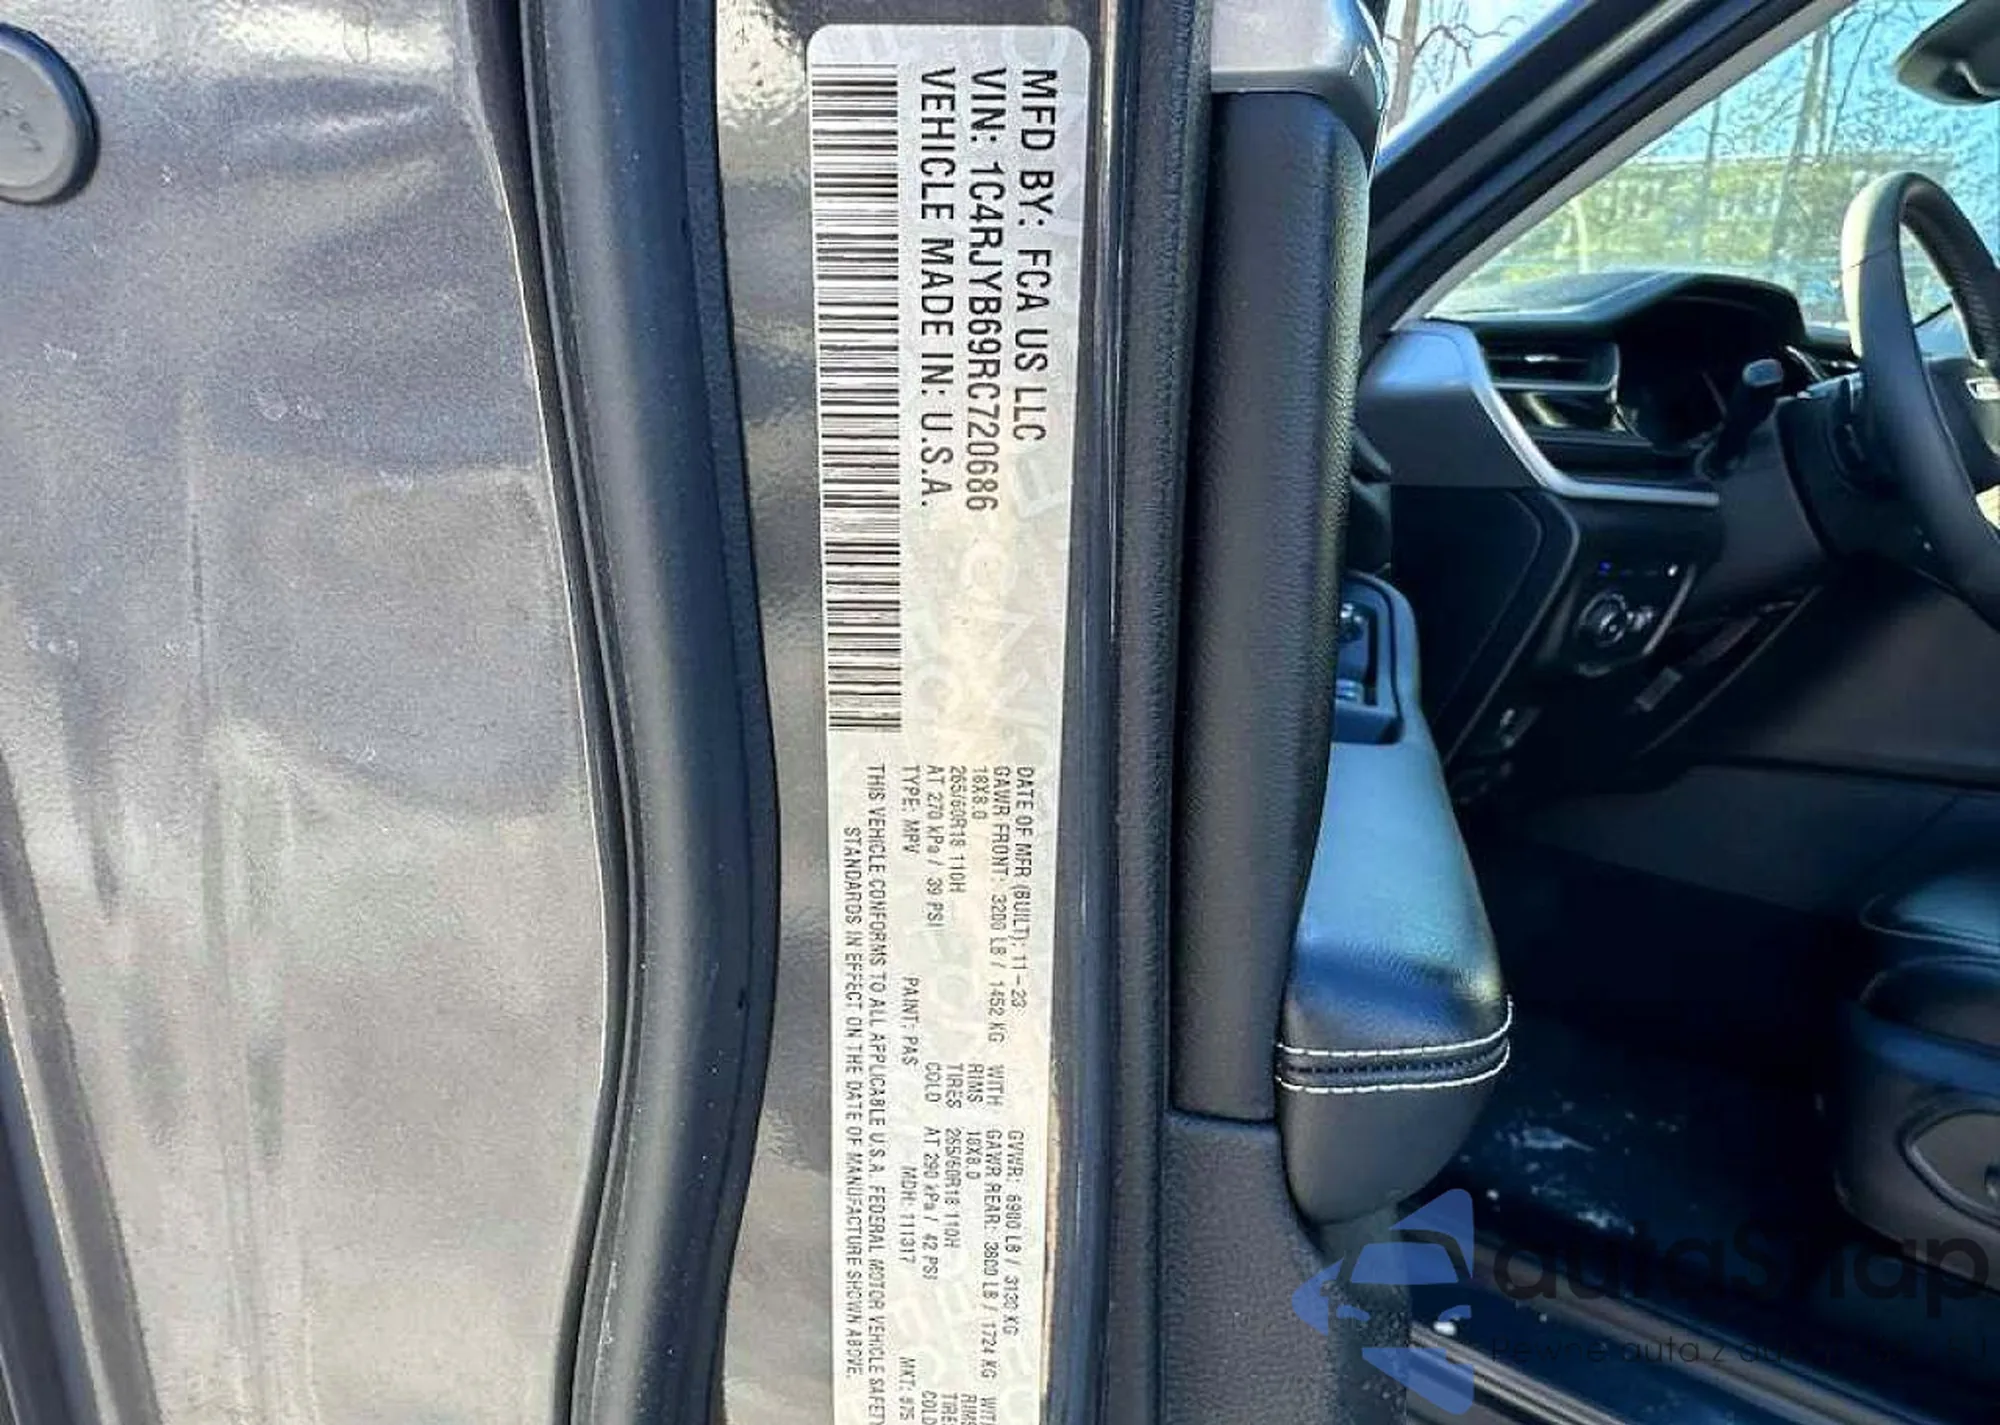 MFD BY: FCA US LLC
VIN: 1C4RJYB69RC720686
VEHICLE MADE IN: U.S.A.
DATE OF MFR (BUILT): 11-23
GVWR: 6900 LB / 3130 KG
GAWR FRONT: 3200 LB / 1452 KG WITH
GAWR REAR: 3800 LB / 1724 KG
18X8.0 RIMS 18X8.0 RIMS
265/60R18 110H TIRES 265/60R18 110H
AT 270 kPa / 39 PSI COLD AT 290 kPa / 42 PSI COLD
TYPE: MPV PAINT: PAS MDH: 111317 MKT:
THIS VEHICLE CONFORMS TO ALL APPLICABLE U.S.A. FEDERAL MOTOR VEHICLE SAFETY
STANDARDS IN EFFECT ON THE DATE OF MANUFACTURE SHOWN ABOVE.
autaShop